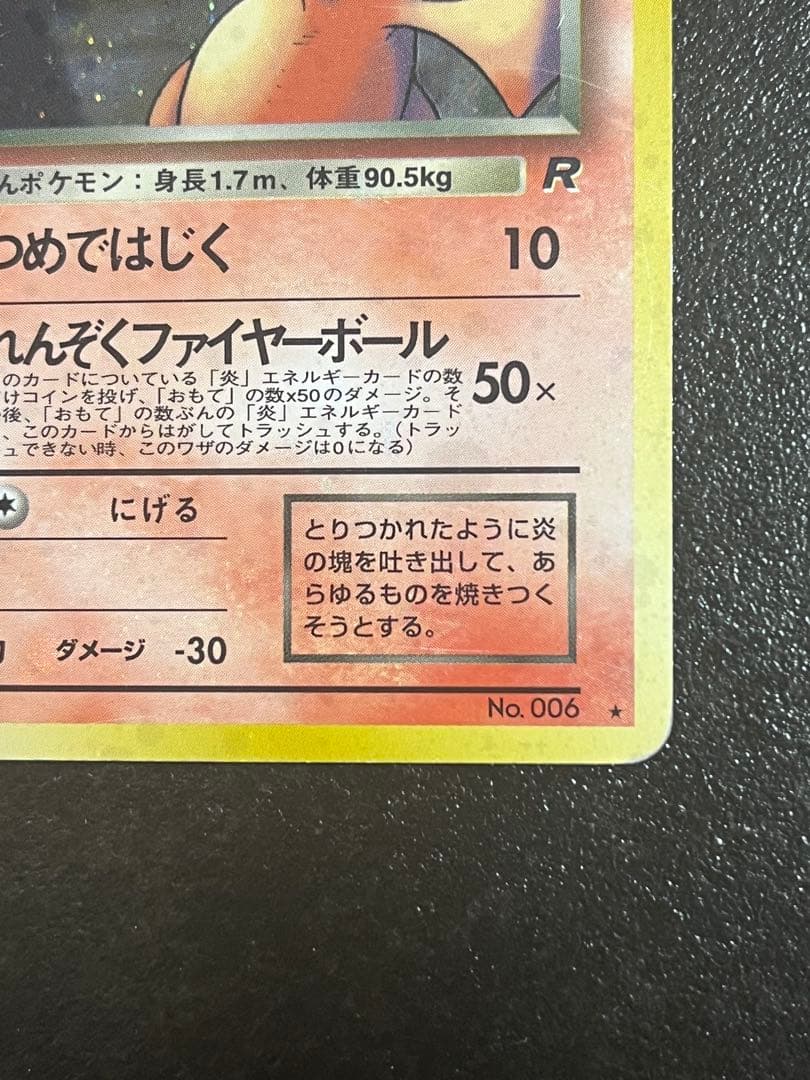 んポケモン：身長1.7m、体重90.5kg R
つめではじく 10
れんぞくファイヤーボール
のカードについている「炎」エネルギーカードの数
けコインを投げ、「おもて」の数x50のダメージ。そ
後、「おもて」の数ぶんの「炎」エネルギーカード
、このカードからはがしてトラッシュする。（トラッ
ュできない時、このワザのダメージは0になる）
50×
にげる
とりつかれたように炎
の塊を吐き出して、あ
らゆるものを焼きつく
そうとする。
ダメージ -30
No. 006 ★